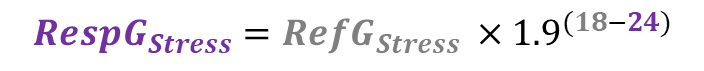 RespG_Stress = RefG_Stress × 1.9^(18−24)